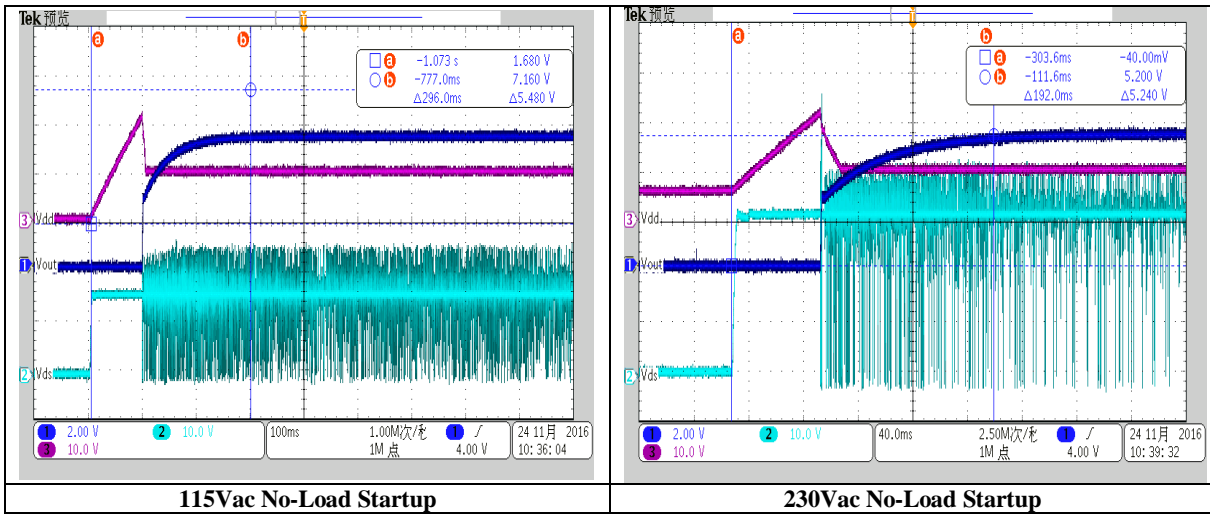 Tek 预览
a
b
T
a -1.073 s 1.680 V
b -777.0ms 7.160 V
Δ296.0ms Δ5.480 V
3 Vdd
1 Vout
2 Vds
1 2.00 V 2 10.0 V 100ms 1.00M次/秒 1 4.00 V 24 11月 2016
3 10.0 V 1M 点 10:36:04
115Vac No-Load Startup
Tek 预览
a
b
T
a -303.6ms -40.00mV
b -111.6ms 5.200 V
Δ192.0ms Δ5.240 V
3 Vdd
1 Vout
2 Vds
1 2.00 V 2 10.0 V 40.0ms 2.50M次/秒 1 4.00 V 24 11月 2016
3 10.0 V 1M 点 10:39:32
230Vac No-Load Startup